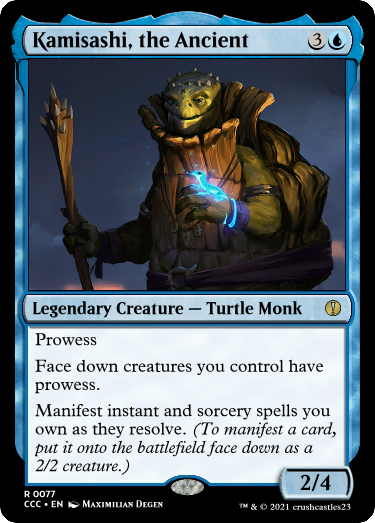 Kamisashi, the Ancient 3
Legendary Creature — Turtle Monk
Prowess
Face down creatures you control have
prowess.
Manifest instant and sorcery spells you
own as they resolve. (To manifest a card,
put it onto the battlefield face down as a
2/2 creature.)
2/4
R 0077
CCC • EN Maximilian Degen
™ & © 2021 crushcastles23